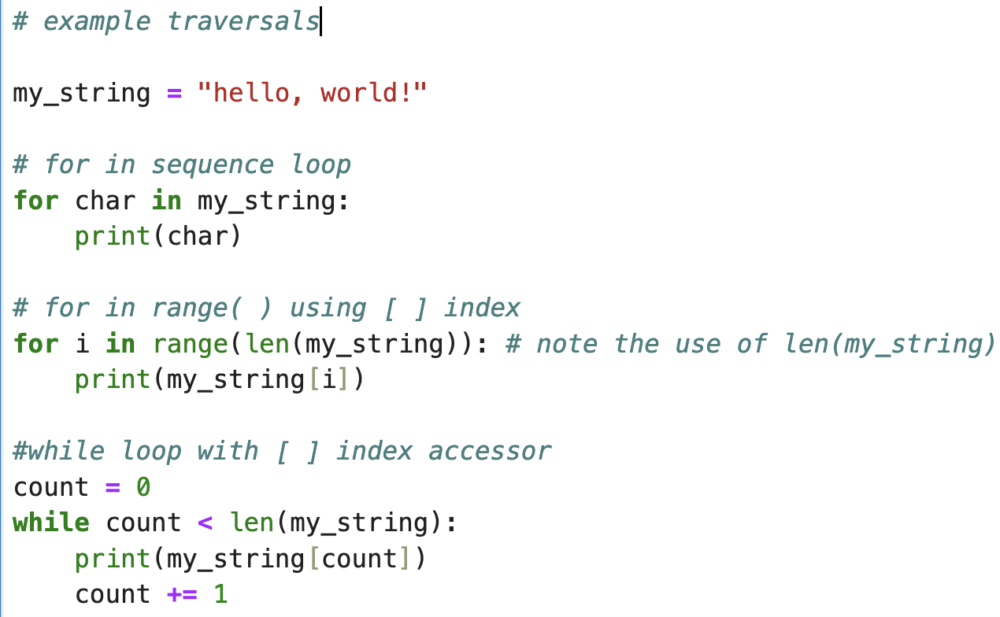 # example traversals
my_string = "hello, world!"
# for in sequence loop
for char in my_string:
    print(char)
# for in range( ) using [ ] index
for i in range(len(my_string)): # note the use of len(my_string)
    print(my_string[i])
#while loop with [ ] index accessor
count = 0
while count < len(my_string):
    print(my_string[count])
    count += 1